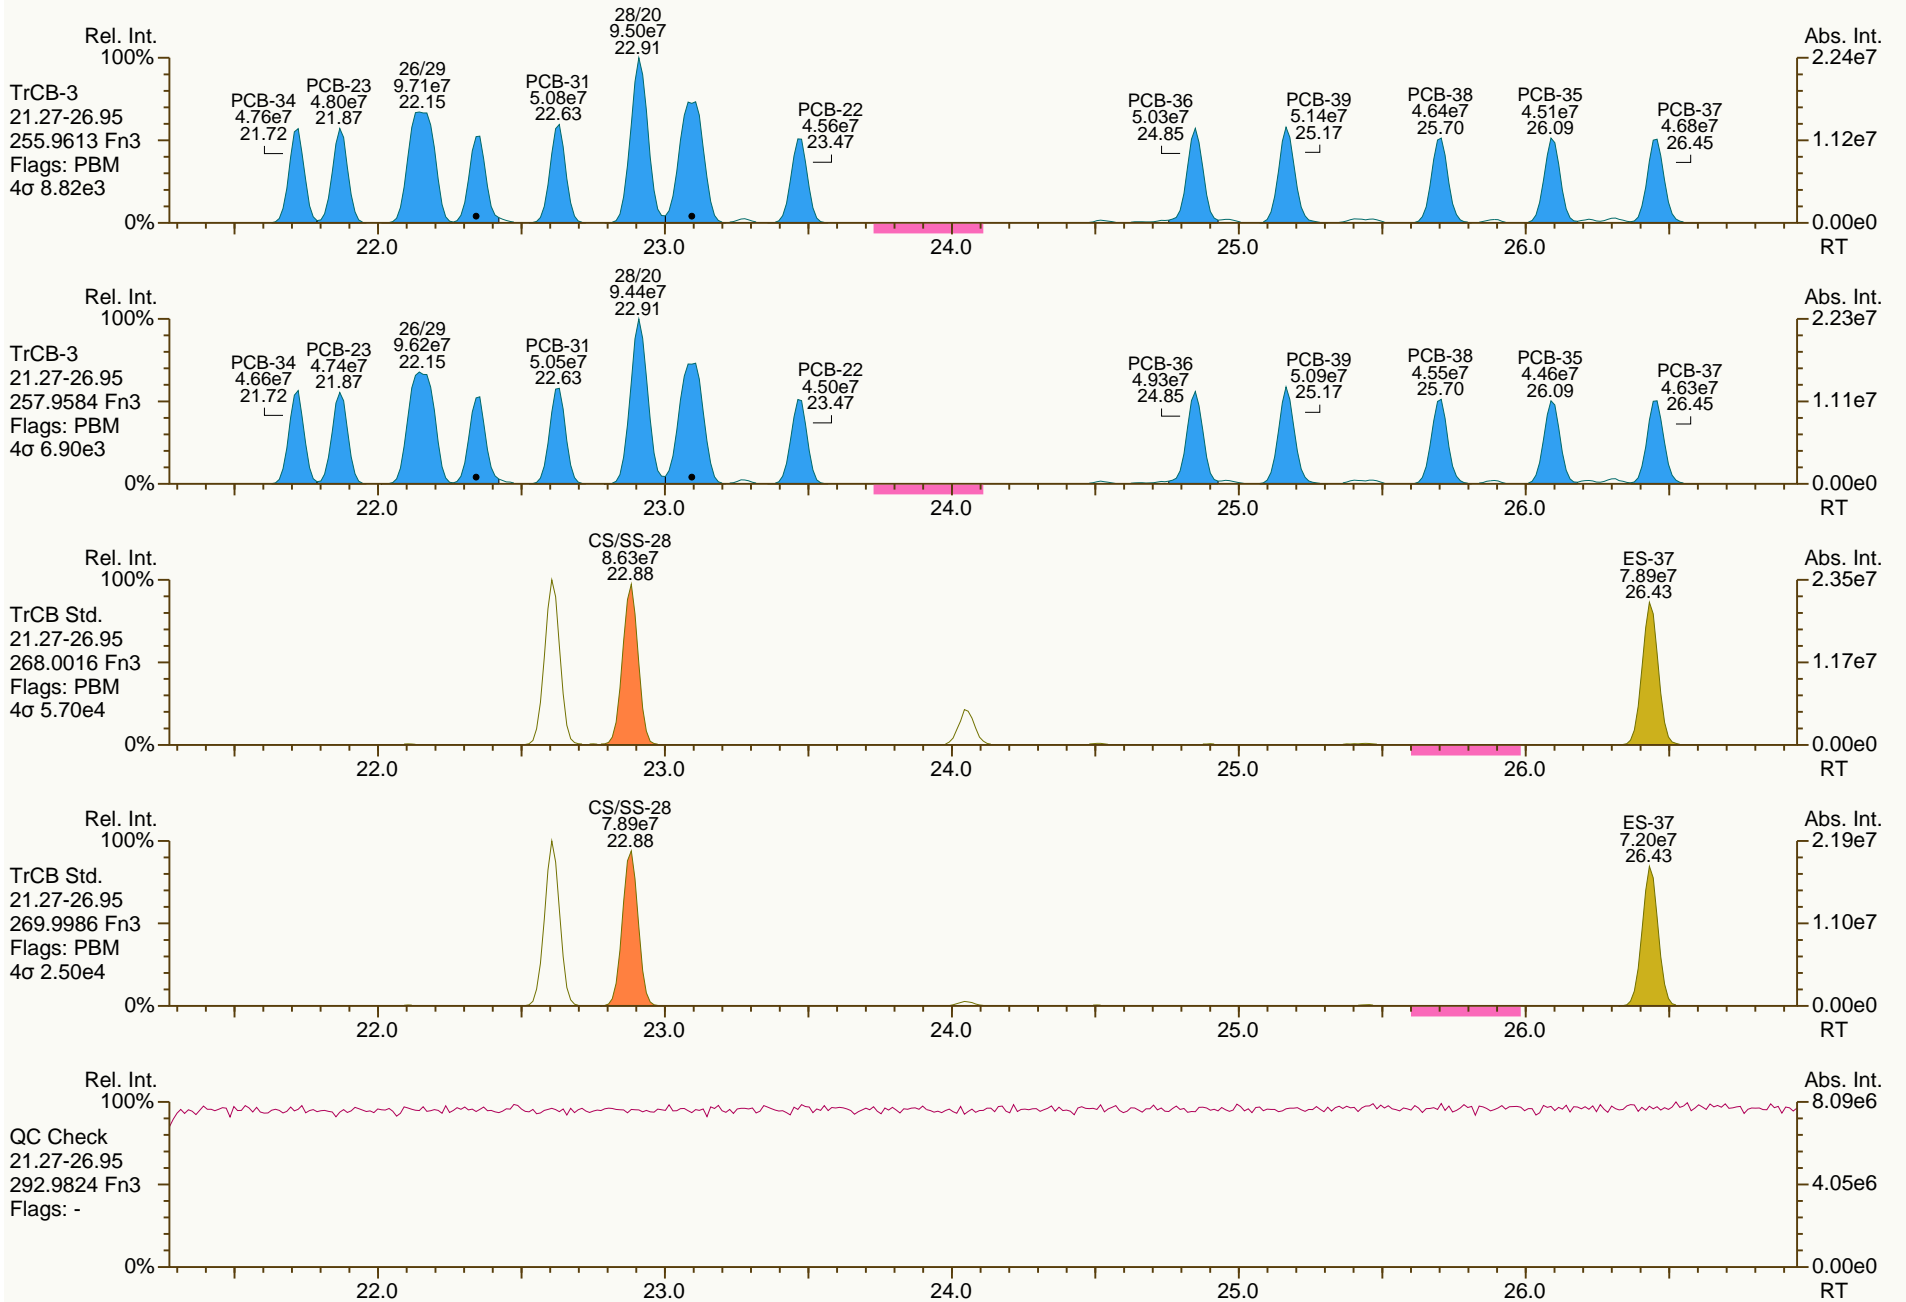 Rel. Int.
100%
0%
TrCB-3
21.27-26.95
255.9613 Fn3
Flags: PBM
4σ 8.82e3
PCB-34
4.76e7
21.72
PCB-23
4.80e7
21.87
26/29
9.71e7
22.15
PCB-31
5.08e7
22.63
28/20
9.50e7
22.91
PCB-22
4.56e7
23.47
PCB-36
5.03e7
24.85
PCB-39
5.14e7
25.17
PCB-38
4.64e7
25.70
PCB-35
4.51e7
26.09
PCB-37
4.68e7
26.45
Abs. Int.
2.24e7
1.12e7
0.00e0
22.0 23.0 24.0 25.0 26.0 RT
Rel. Int.
100%
0%
TrCB-3
21.27-26.95
257.9584 Fn3
Flags: PBM
4σ 6.90e3
PCB-34
4.66e7
21.72
PCB-23
4.74e7
21.87
26/29
9.62e7
22.15
PCB-31
5.05e7
22.63
28/20
9.44e7
22.91
PCB-22
4.50e7
23.47
PCB-36
4.93e7
24.85
PCB-39
5.09e7
25.17
PCB-38
4.55e7
25.70
PCB-35
4.46e7
26.09
PCB-37
4.63e7
26.45
Abs. Int.
2.23e7
1.11e7
0.00e0
22.0 23.0 24.0 25.0 26.0 RT
Rel. Int.
100%
0%
TrCB Std.
21.27-26.95
268.0016 Fn3
Flags: PBM
4σ 5.70e4
CS/SS-28
8.63e7
22.88
ES-37
7.89e7
26.43
Abs. Int.
2.35e7
1.17e7
0.00e0
22.0 23.0 24.0 25.0 26.0 RT
Rel. Int.
100%
0%
TrCB Std.
21.27-26.95
269.9986 Fn3
Flags: PBM
4σ 2.50e4
CS/SS-28
7.89e7
22.88
ES-37
7.20e7
26.43
Abs. Int.
2.19e7
1.10e7
0.00e0
22.0 23.0 24.0 25.0 26.0 RT
Rel. Int.
100%
0%
QC Check
21.27-26.95
292.9824 Fn3
Flags: -
Abs. Int.
8.09e6
4.05e6
0.00e0
22.0 23.0 24.0 25.0 26.0 RT